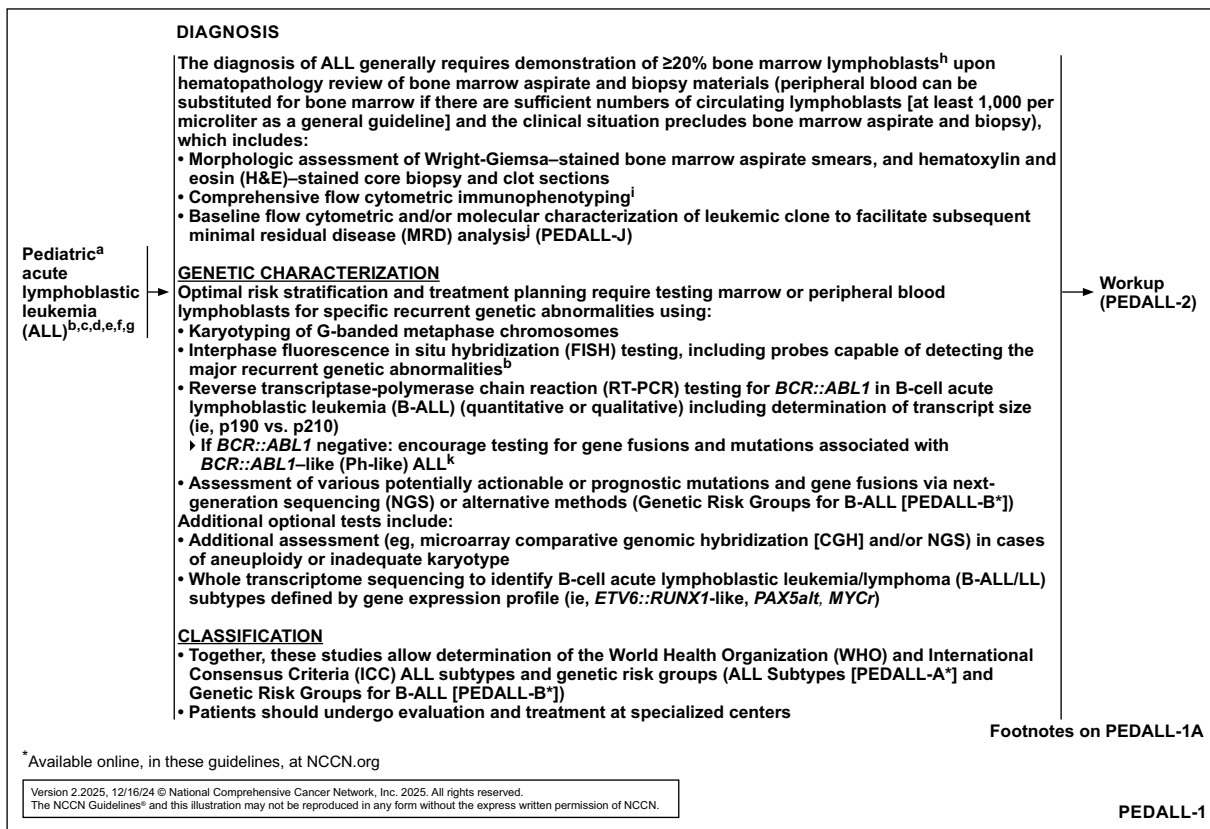 DIAGNOSIS
The diagnosis of ALL generally requires demonstration of ≥20% bone marrow lymphoblastsh upon
hematopathology review of bone marrow aspirate and biopsy materials (peripheral blood can be
substituted for bone marrow if there are sufficient numbers of circulating lymphoblasts [at least 1,000 per
microliter as a general guideline] and the clinical situation precludes bone marrow aspirate and biopsy),
which includes:
• Morphologic assessment of Wright-Giemsa–stained bone marrow aspirate smears, and hematoxylin and
eosin (H&E)–stained core biopsy and clot sections
• Comprehensive flow cytometric immunophenotypingi
• Baseline flow cytometric and/or molecular characterization of leukemic clone to facilitate subsequent
minimal residual disease (MRD) analysisj (PEDALL-J)
Pediatrica
acute
lymphoblastic
leukemia
(ALL)b,c,d,e,f,g
GENETIC CHARACTERIZATION
Optimal risk stratification and treatment planning require testing marrow or peripheral blood
lymphoblasts for specific recurrent genetic abnormalities using:
• Karyotyping of G-banded metaphase chromosomes
• Interphase fluorescence in situ hybridization (FISH) testing, including probes capable of detecting the
major recurrent genetic abnormalitiesb
• Reverse transcriptase-polymerase chain reaction (RT-PCR) testing for BCR::ABL1 in B-cell acute
lymphoblastic leukemia (B-ALL) (quantitative or qualitative) including determination of transcript size
(ie, p190 vs. p210)
▸ If BCR::ABL1 negative: encourage testing for gene fusions and mutations associated with
BCR::ABL1–like (Ph-like) ALLk
• Assessment of various potentially actionable or prognostic mutations and gene fusions via next-
generation sequencing (NGS) or alternative methods (Genetic Risk Groups for B-ALL [PEDALL-B*])
Additional optional tests include:
• Additional assessment (eg, microarray comparative genomic hybridization [CGH] and/or NGS) in cases
of aneuploidy or inadequate karyotype
• Whole transcriptome sequencing to identify B-cell acute lymphoblastic leukemia/lymphoma (B-ALL/LL)
subtypes defined by gene expression profile (ie, ETV6::RUNX1-like, PAX5alt, MYCr)
Workup
(PEDALL-2)
CLASSIFICATION
• Together, these studies allow determination of the World Health Organization (WHO) and International
Consensus Criteria (ICC) ALL subtypes and genetic risk groups (ALL Subtypes [PEDALL-A*] and
Genetic Risk Groups for B-ALL [PEDALL-B*])
• Patients should undergo evaluation and treatment at specialized centers
Footnotes on PEDALL-1A
*Available online, in these guidelines, at NCCN.org
Version 2.2025, 12/16/24 © National Comprehensive Cancer Network, Inc. 2025. All rights reserved.
The NCCN Guidelines® and this illustration may not be reproduced in any form without the express written permission of NCCN.
PEDALL-1